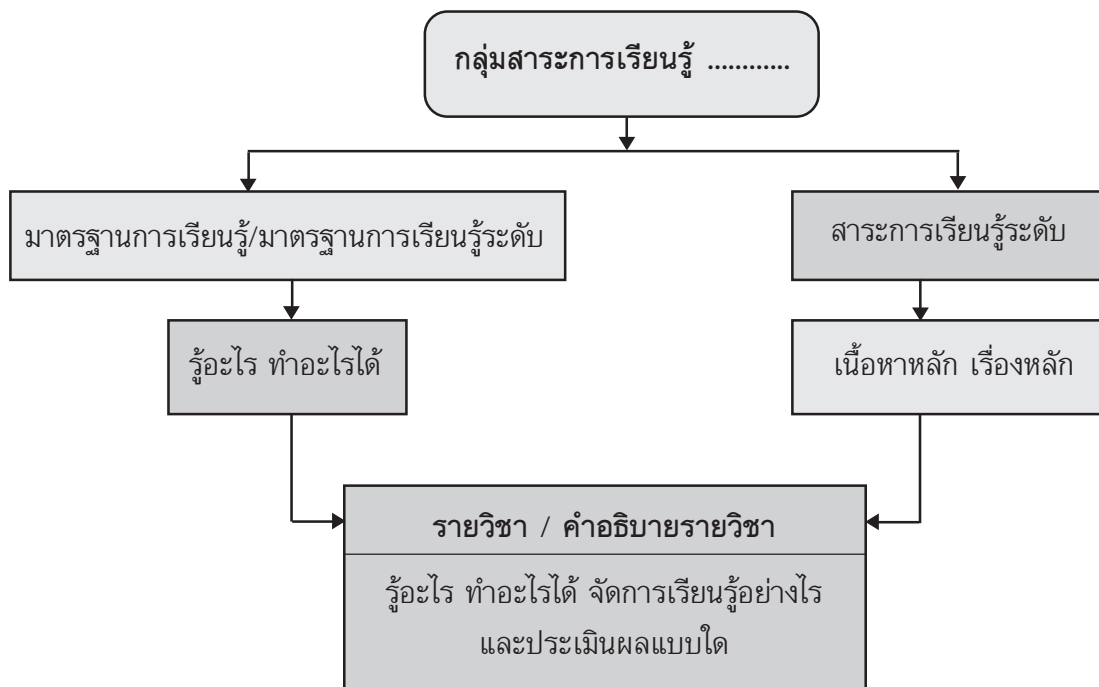 กลุ่มสาระการเรียนรู้ ............
มาตรฐานการเรียนรู้/มาตรฐานการเรียนรู้ระดับ
สาระการเรียนรู้ระดับ
รู้อะไร ทำอะไรได้
เนื้อหาหลัก เรื่องหลัก
รายวิชา / คำอธิบายรายวิชา
รู้อะไร ทำอะไรได้ จัดการเรียนรู้อย่างไร
และประเมินผลแบบใด